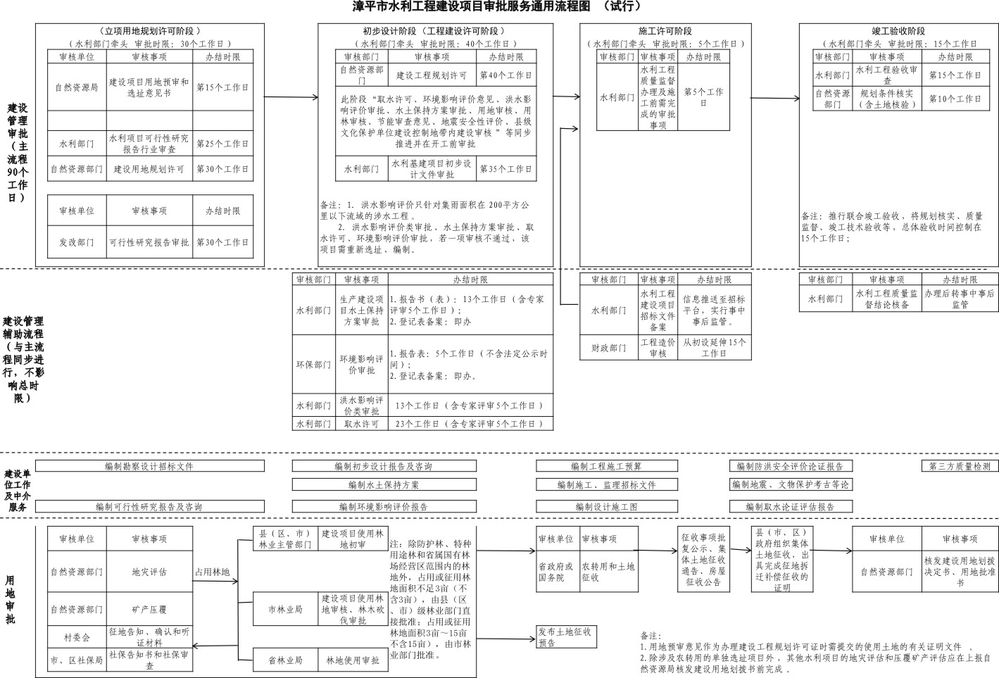 漳平市水利工程建设项目审批服务通用流程图 （试行）
建设
管理
审批
（主
流程
90个
工作
日）
（立项用地规划许可阶段 ）
（水利部门牵头 审批时限: 30个工作日）
审核单位 审核事项 办结时限
自然资源局 建设项目用地预审和
选址意见书 第15个工作日
水利部门 水利项目可行性研究
报告行业审查 第25个工作日
自然资源部门 建设用地规划许可 第30个工作日
审核单位 审核事项 办结时限
发改部门 可行性研究报告审批 第30个工作日
初步设计阶段（工程建设许可阶段）
（水利部门牵头 审批时限: 40个工作日）
审核部门 审核事项 办结时限
自然资源部
门 建设工程规划许可 第40个工作日
此阶段“取水许可、环境影响评价意见、洪水影
响评价审批、水土保持方案审批、用地审核、用
林审核、节能审查意见、地震安全性评价、县级
文化保护单位建设控制地带内建设审核 ”等同步
推进并在开工前审批
水利部门 水利基建项目初步设
计文件审批 第35个工作日
备注: 1. 洪水影响评价只针对集雨面积在 200平方公
里以下流域的涉水工程。
2. 洪水影响评价类审批、水土保持方案审批、取
水许可、环境影响评价审批, 若一项审核不通过, 该
项目需重新选址、编制。
施工许可阶段
（水利部门牵头 审批时限: 5个工作日）
审核部门 审核事项 办结时限
水利部门 水利工程
质量监督
办理及施
工前需完
成的审批
事项 第5个工作
日
竣工验收阶段
（水利部门牵头 审批时限: 15个工作日
审核部门 审核事项 办结时限
水利部门 水利工程验收审
查 第15个工作日
自然资源
部门 规划条件核实
（含土地核验） 第10个工作日
备注: 推行联合竣工验收, 将规划核实、质量
监督、竣工技术验收等, 总体验收时间控制在
15个工作日;
建设管理
辅助流程
（与主流
程同步进
行, 不影
响总时
限）
审核部门 审核事项 办结时限
水利部门 生产建设项
目水土保持
方案审批 1.报告书（表）: 13个工作日（含专家
评审5个工作日）;
2.登记表备案: 即办
环保部门 环境影响评
价审批 1.报告表: 5个工作日（不含法定公示时
间）;
2.登记表备案: 即办。
水利部门 洪水影响评
价类审批 13个工作日（含专家评审5个工作日 ）
水利部门 取水许可 23个工作日（含专家评审5个工作日 ）
审核部门 审核事项 办结时限
水利部门 水利工程
建设项目
招标文件
备案 信息推送至招标
平台, 实行事中
事后监管。
财政部门 工程造价
审核 从初设延伸15个
工作日
审核部门 审核事项 办结时限
水利部门 水利工程质量监
督结论核备 办理后转事中事后
监管
建设单
位工作
及中介
服务
编制勘察设计招标文件 编制初步设计报告及咨询 编制工程施工预算 编制防洪安全评价论证报告 第三方质量检测
编制水土保持方案 编制施工、监理招标文件 编制地震、文物保护考古等论
编制可行性研究报告及咨询 编制环境影响评价报告 编制设计施工图 编制取水论证评估报告
用
地
审
批
审核单位 审核事项
自然资源部门 地灾评估
自然资源部门 矿产压覆
村委会 征地告知、确认和听
证材料
市、区社保局 社保告知书和社保审
查
占用林地
县（区、市）
林业主管部门 建设项目使用林
地初审
市林业局 建设项目使用林
地审核、林木砍
伐审批
省林业局 林地使用审批
注: 除防护林、特种
用途林和省属国有林
场经营区范围内的林
地外, 占用或征用林
地面积不足3亩（不
含3亩）, 由县（区
、市）级林业部门直
接批准; 占用或征用
林地面积3亩～15亩
不含15亩）, 由市林
业部门批准。
审核单位 审核事项
省政府或
国务院 农转用和土地
征收
发布土地征收
预告
征收事项批
复公示、集
体土地征收
通告、房屋
征收公告
县（市、区）
政府组织集体
土地征收, 出
具完成征地拆
迁补偿征收的
证明
审核单位 审核事项
自然资源部门 核发建设用地划拨
决定书、用地批准
书
备注:
1.用地预审意见作为办理建设工程规划许可证时需提交的使用土地的有关证明文件 。
2.除涉及农转用的单独选址项目外, 其他水利项目的地灾评估和压覆矿产评估应在上报自
然资源局核发建设用地划拨书前完成。